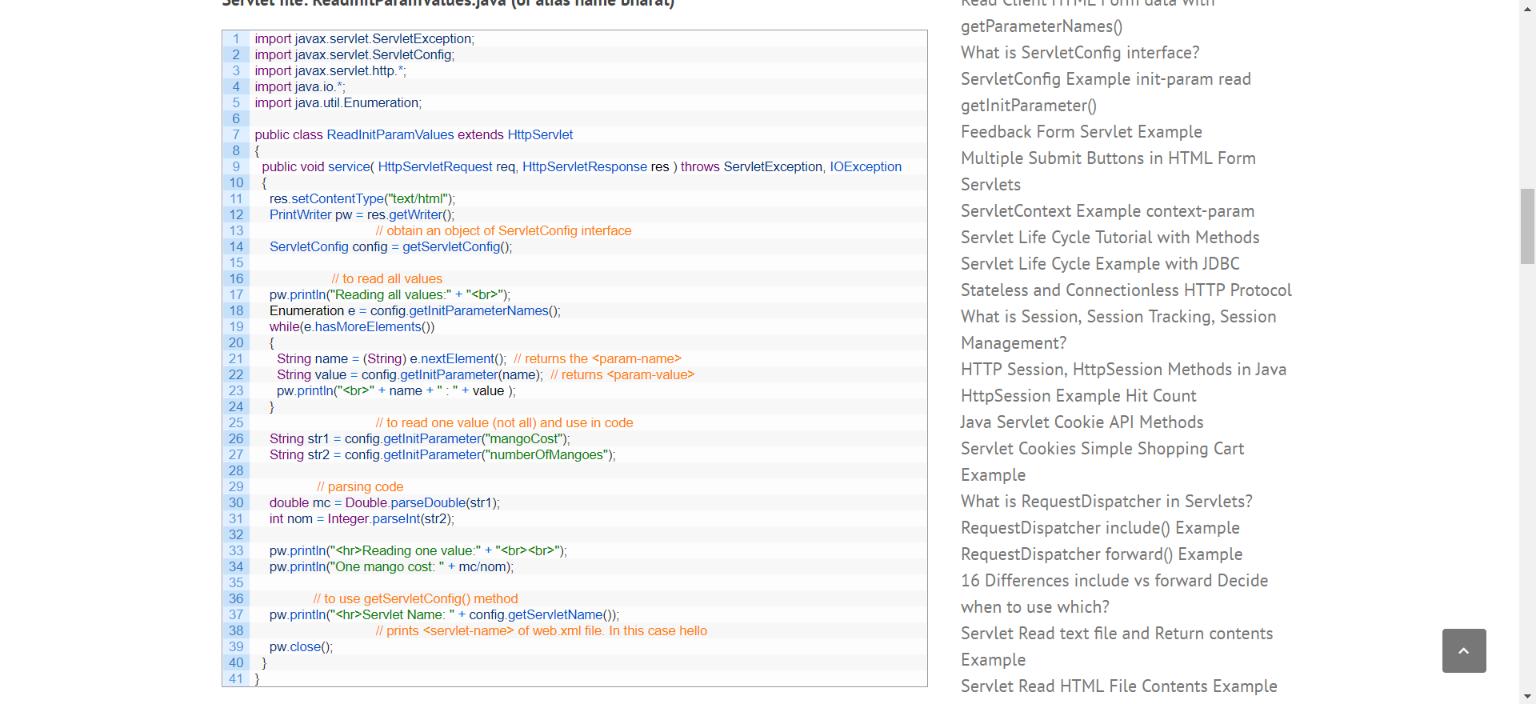 Servlet file: ReadInitParamValues.java (of alias name bharat)
1 import javax.servlet.ServletException;
2 import javax.servlet.ServletConfig;
3 import javax.servlet.http.*;
4 import java.io.*;
5 import java.util.Enumeration;
6
7 public class ReadInitParamValues extends HttpServlet
8 {
9 public void service( HttpServletRequest req, HttpServletResponse res ) throws ServletException, IOException
10 {
11 res.setContentType("text/html");
12 PrintWriter pw = res.getWriter();
13 // obtain an object of ServletConfig interface
14 ServletConfig config = getServletConfig();
15
16 // to read all values
17 pw.println("Reading all values:" + "<br>");
18 Enumeration e = config.getInitParameterNames();
19 while(e.hasMoreElements())
20 {
21 String name = (String) e.nextElement(); // returns the <param-name>
22 String value = config.getInitParameter(name); // returns <param-value>
23 pw.println("<br>" + name + " : " + value );
24 }
25 // to read one value (not all) and use in code
26 String str1 = config.getInitParameter("mangoCost");
27 String str2 = config.getInitParameter("numberOfMangoes");
28
29 // parsing code
30 double mc = Double.parseDouble(str1);
31 int nom = Integer.parseInt(str2);
32
33 pw.println("<hr>Reading one value:" + "<br><br>");
34 pw.println("One mango cost: " + mc/nom);
35
36 // to use getServletConfig() method
37 pw.println("<hr>Servlet Name: " + config.getServletName());
38 // prints <servlet-name> of web.xml file. In this case hello
39 pw.close();
40 }
41 }
Read Client HTML Form data with
getParameterNames()
What is ServletConfig interface?
ServletConfig Example init-param read
getInitParameter()
Feedback Form Servlet Example
Multiple Submit Buttons in HTML Form
Servlets
ServletContext Example context-param
Servlet Life Cycle Tutorial with Methods
Servlet Life Cycle Example with JDBC
Stateless and Connectionless HTTP Protocol
What is Session, Session Tracking, Session
Management?
HTTP Session, HttpSession Methods in Java
HttpSession Example Hit Count
Java Servlet Cookie API Methods
Servlet Cookies Simple Shopping Cart
Example
What is RequestDispatcher in Servlets?
RequestDispatcher include() Example
RequestDispatcher forward() Example
16 Differences include vs forward Decide
when to use which?
Servlet Read text file and Return contents
Example
Servlet Read HTML File Contents Example